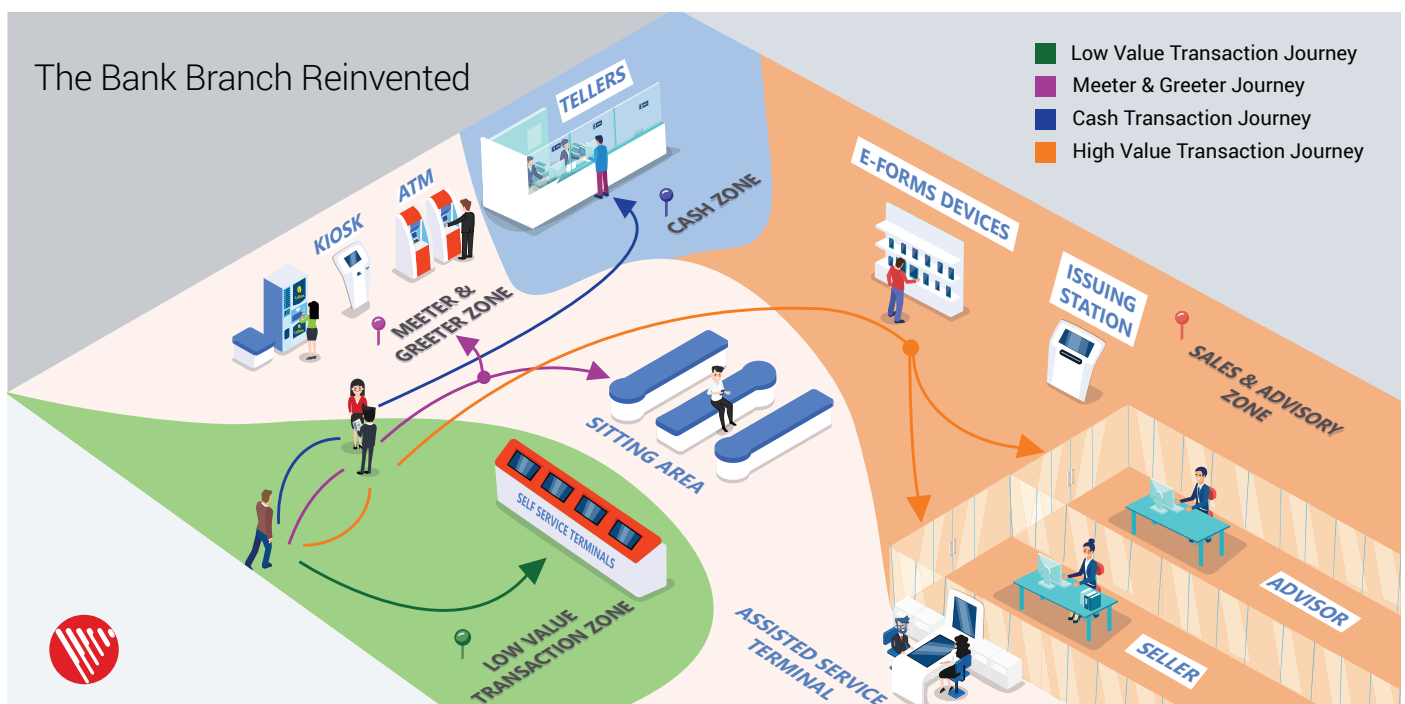 The Bank Branch Reinvented
Low Value Transaction Journey
Meeter & Greeter Journey
Cash Transaction Journey
High Value Transaction Journey
TELLERS
CASH ZONE
ATM
KIOSK
MEETER &
GREETER ZONE
E-FORMS DEVICES
ISSUING
STATION
SALES & ADVISORY
ZONE
SITTING AREA
SELF SERVICE TERMINALS
LOW VALUE
TRANSACTION ZONE
ASSISTED SERVICE
TERMINAL
ADVISOR
SELLER